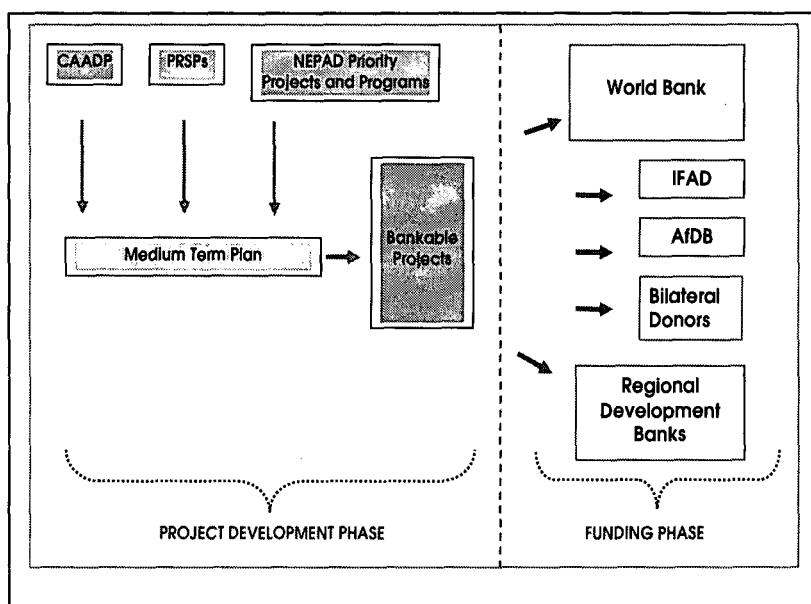 CAADP
PRSPs
NEPAD Priority
Projects and Programs
Medium Term Plan
Bankable
Projects
World Bank
IFAD
AfDB
Bilateral
Donors
Regional
Development
Banks
PROJECT DEVELOPMENT PHASE
FUNDING PHASE